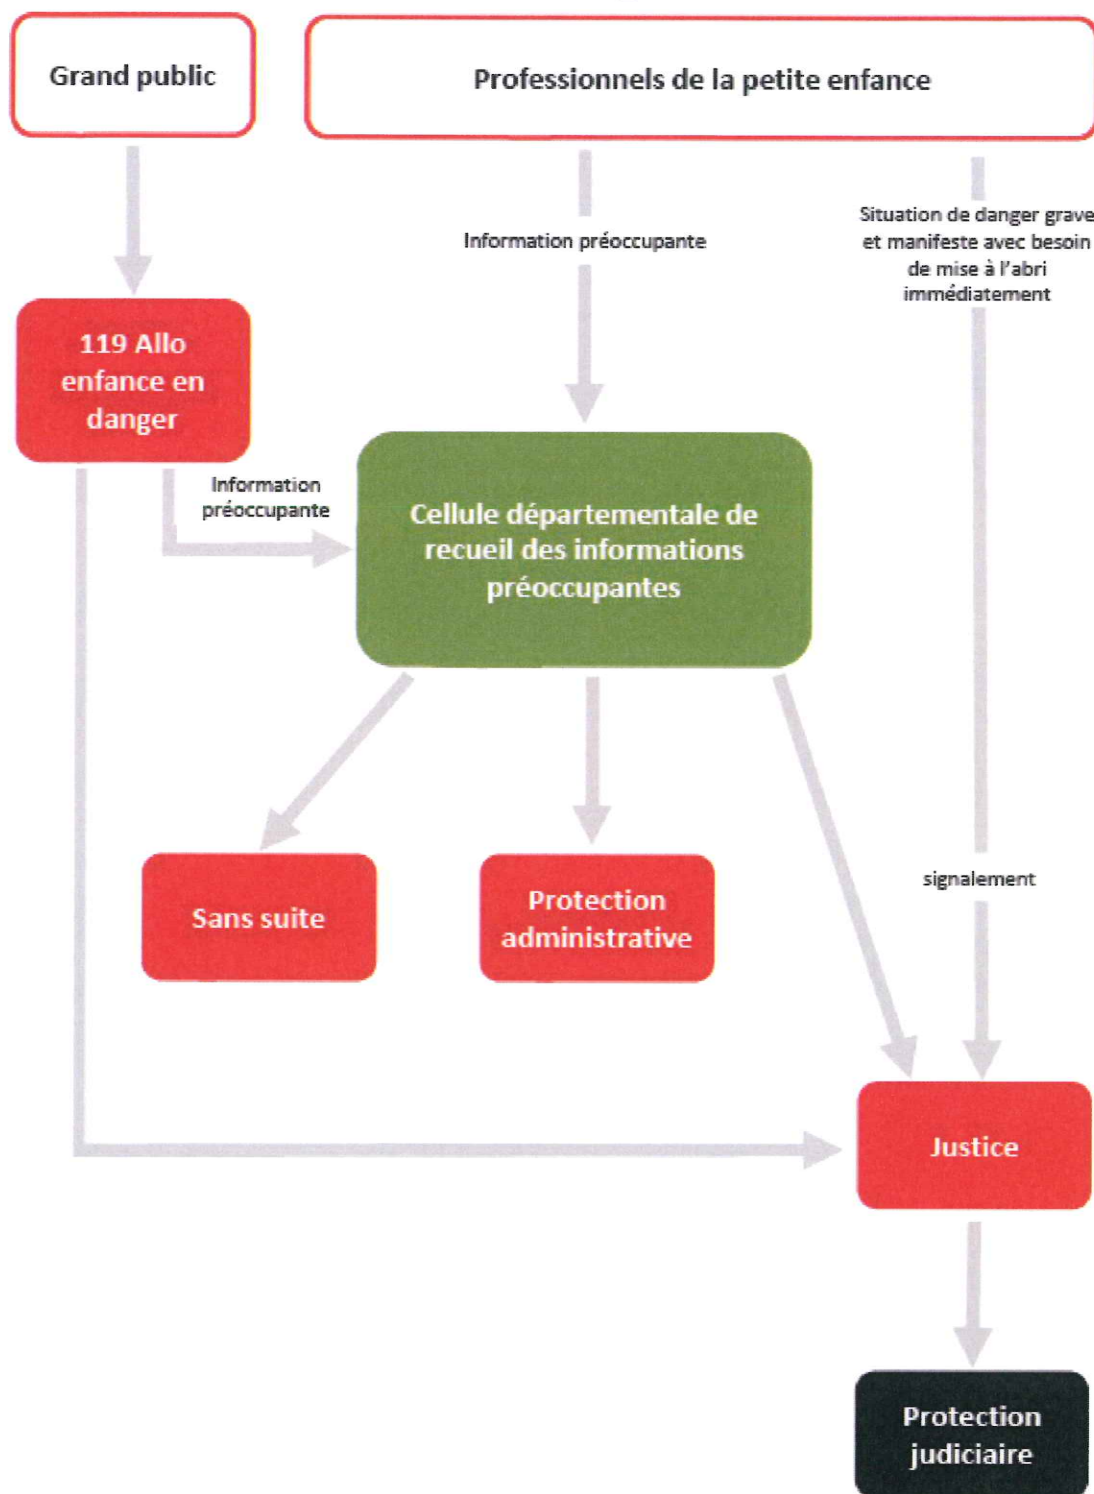 Grand public
Professionnels de la petite enfance
Information préoccupante
Situation de danger grave
et manifeste avec besoin
de mise à l'abri
immédiatement
119 Allo
enfance en
danger
Information
préoccupante
Cellule départementale de
recueil des informations
préoccupantes
Sans suite
Protection
administrative
signalement
Justice
Protection
judiciaire